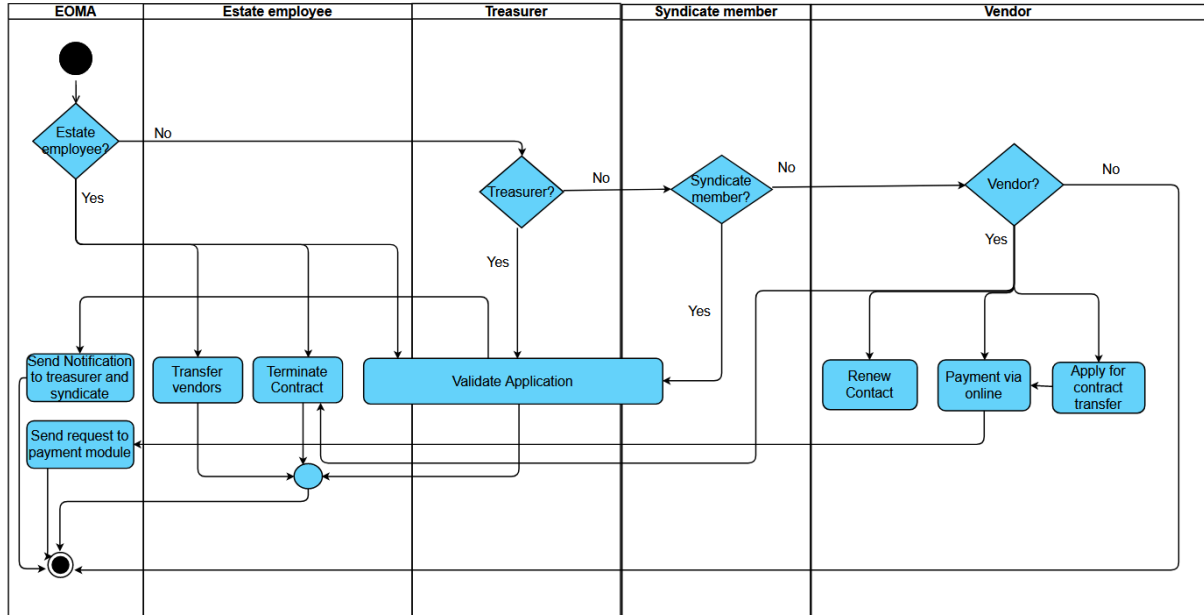 EOMA
Estate employee
Treasurer
Syndicate member
Vendor
Estate
employee?
No
Yes
Treasurer?
No
Yes
Syndicate
member?
No
Yes
Vendor?
No
Yes
Send Notification
to treasurer and
syndicate
Transfer
vendors
Terminate
Contract
Validate Application
Renew
Contact
Payment via
online
Apply for
contract
transfer
Send request to
payment module